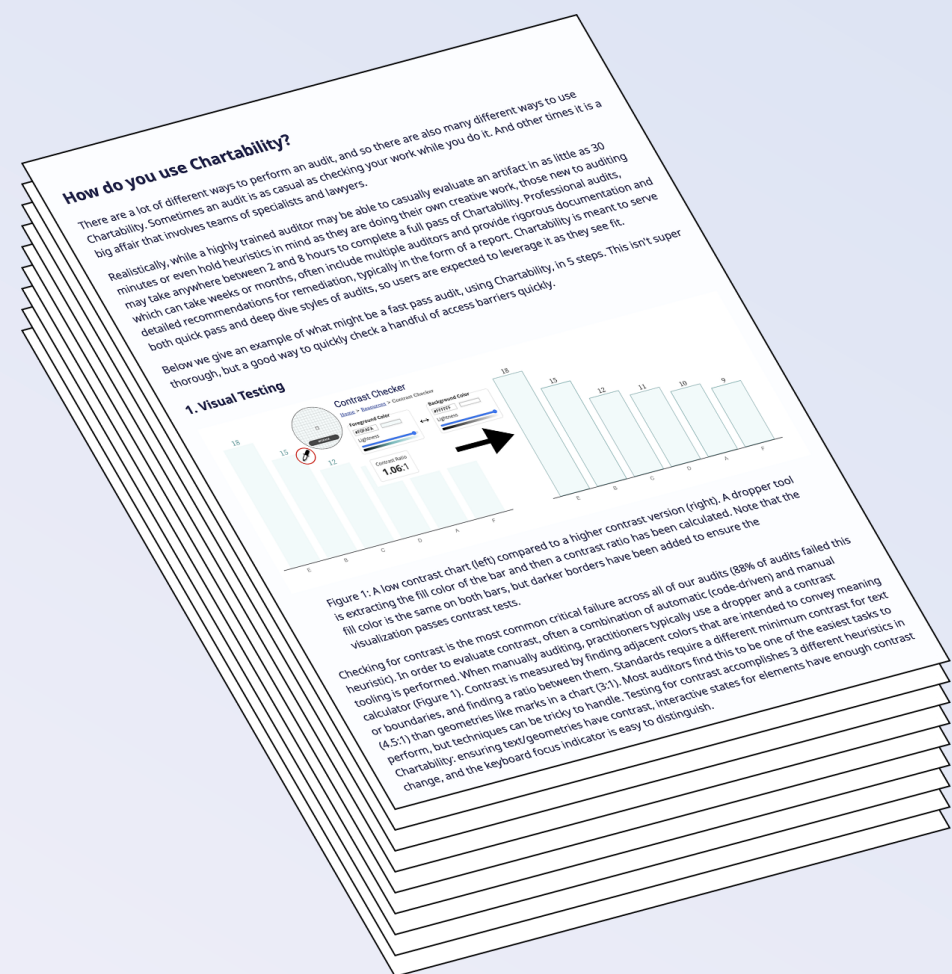 How do you use Chartability?
There are a lot of different ways to perform an audit, and so there are also many different ways to use
Chartability. Sometimes an audit is as casual as checking your work while you do it. And other times it is a
big affair that involves teams of specialists and lawyers.
Realistically, while a highly trained auditor may be able to casually evaluate an artifact in as little as 30
minutes or even hold heuristics in mind as they are doing their own creative work, those new to auditing
may take anywhere between 2 and 8 hours to complete a full pass of Chartability. Professional audits,
which can take weeks or months, often include multiple auditors and provide rigorous documentation and
detailed recommendations for remediation, typically in the form of a report. Chartability is meant to serve
both quick pass and deep dive styles of audits, so users are expected to leverage it as they see fit.
Below we give an example of what might be a fast pass audit, using Chartability, in 5 steps. This isn't super
thorough, but a good way to quickly check a handful of access barriers quickly.
1. Visual Testing
18
15
12
Contrast Checker
Home > Resources > Contrast Checker
Foreground Color
Lightness
Background Color
#FFFFFF
Lightness
Contrast Ratio
1.06:1
E B C D A F
18
15
12
11
10
9
E B C D A F
Figure 1: A low contrast chart (left) compared to a higher contrast version (right). A dropper tool
is extracting the fill color of the bar and then a contrast ratio has been calculated. Note that the
fill color is the same on both bars, but darker borders have been added to ensure the
visualization passes contrast tests.
Checking for contrast is the most common critical failure across all of our audits (88% of audits failed this
heuristic). In order to evaluate contrast, often a combination of automatic (code-driven) and manual
tooling is performed. When manually auditing, practitioners typically use a dropper and a contrast
calculator (Figure 1). Contrast is measured by finding adjacent colors that are intended to convey meaning
or boundaries, and finding a ratio between them. Standards require a different minimum contrast for text
(4.5:1) than geometries like marks in a chart (3:1). Most auditors find this to be one of the easiest tasks to
perform, but techniques can be tricky to handle. Testing for contrast accomplishes 3 different heuristics in
Chartability: ensuring text/geometries have contrast, interactive states for elements have enough contrast
change, and the keyboard focus indicator is easy to distinguish.